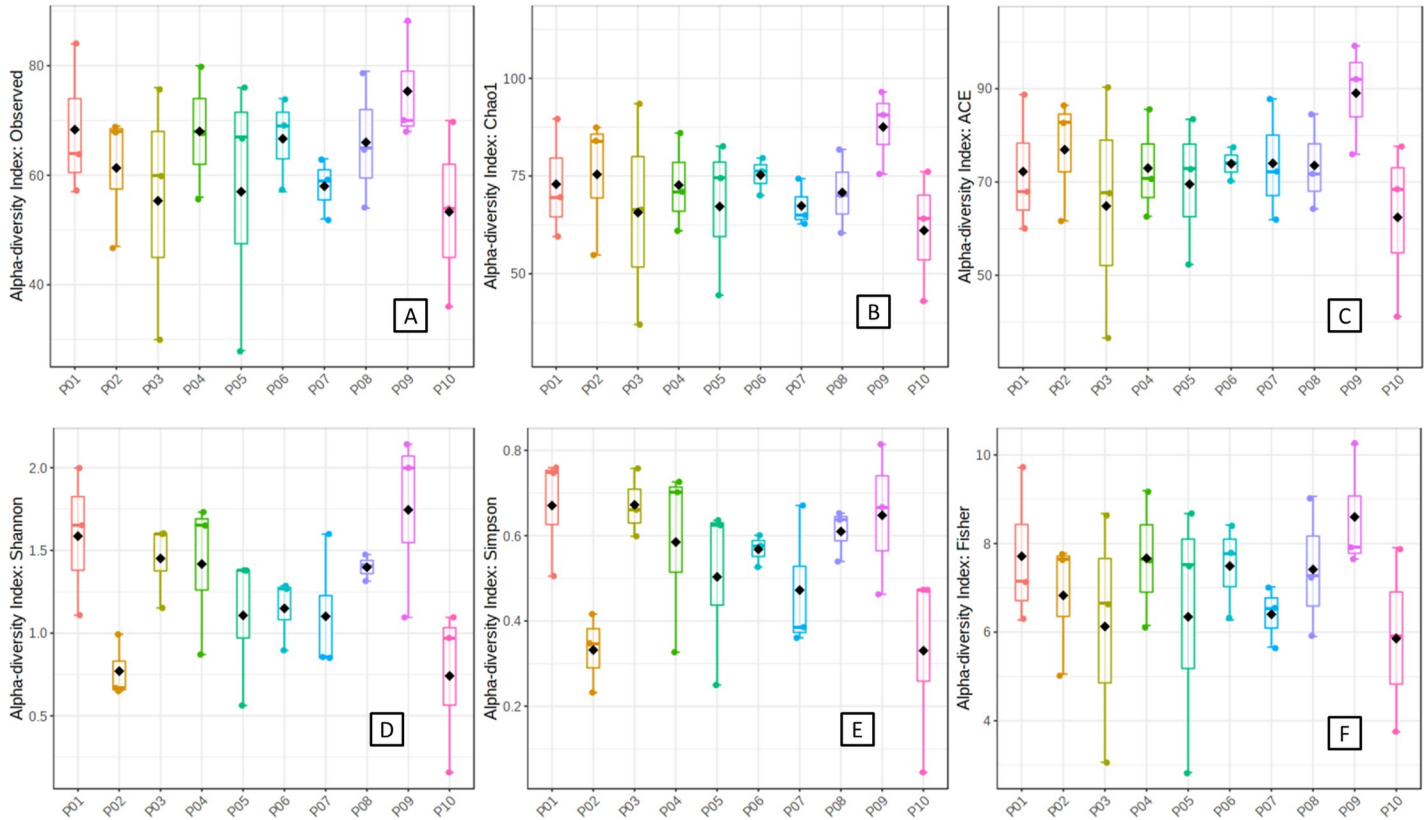 Alpha-diversity Index: Observed
80
60
40
A
P01 P02 P03 P04 P05 P06 P07 P08 P09 P10
Alpha-diversity Index: Chao1
100
75
50
B
P01 P02 P03 P04 P05 P06 P07 P08 P09 P10
Alpha-diversity Index: ACE
90
70
50
C
P01 P02 P03 P04 P05 P06 P07 P08 P09 P10
Alpha-diversity Index: Shannon
2.0
1.5
1.0
0.5
D
P01 P02 P03 P04 P05 P06 P07 P08 P09 P10
Alpha-diversity Index: Simpson
0.8
0.6
0.4
0.2
E
P01 P02 P03 P04 P05 P06 P07 P08 P09 P10
Alpha-diversity Index: Fisher
10
8
6
4
F
P01 P02 P03 P04 P05 P06 P07 P08 P09 P10